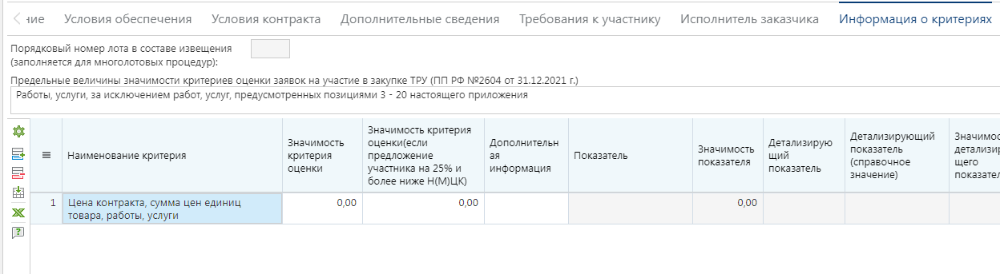 ние Условия обеспечения Условия контракта Дополнительные сведения Требования к участнику Исполнитель заказчика Информация о критериях
Порядковый номер лота в составе извещения
(заполняется для многолотовых процедур):
Предельные величины значимости критериев оценки заявок на участие в закупке ТРУ (ПП РФ №2604 от 31.12.2021 г.)
Работы, услуги, за исключением работ, услуг, предусмотренных позициями 3 - 20 настоящего приложения
Наименование критерия
Значимость
критерия
оценки
Значимость критерия
оценки(если
предложение
участника на 25% и
более ниже Н(М)ЦК)
Дополнительн
ая
информация
Показатель
Значимость
показателя
Детализирую
щий
показатель
Детализирующий
показатель
(справочное
значение)
Значимос
детализир
щего
показател
1 Цена контракта, сумма цен единиц
товара, работы, услуги
0,00 0,00 0,00